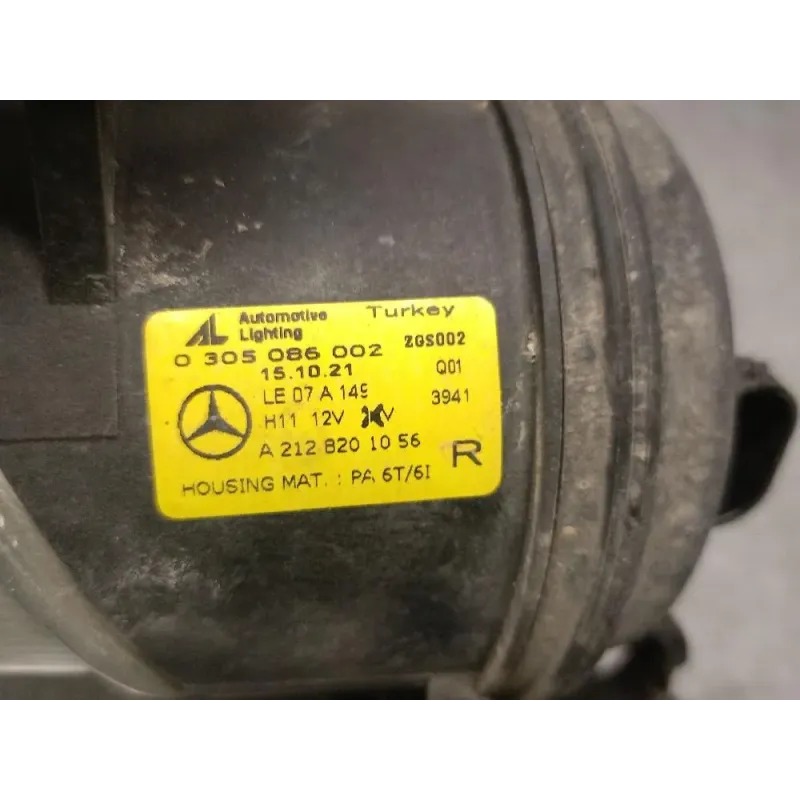 AL Automotive Lighting Turkey
0 305 086 002 ZGS002
15.10.21 Q01
LE 07 A 149 3941
H11 12V V
A 212 820 10 56 R
HOUSING MAT. : PA 6T/6I